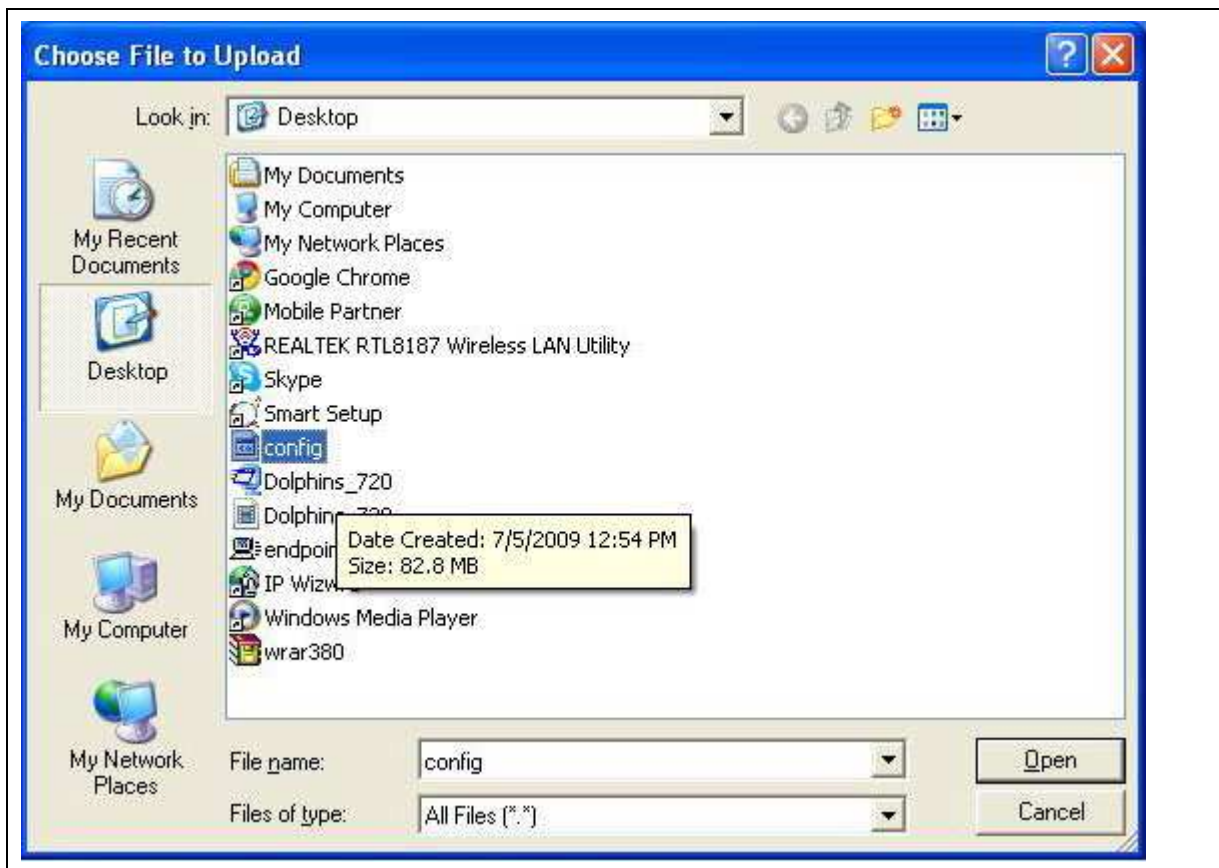 Choose File to Upload
Look in:
Desktop
My Recent
Documents
Desktop
My Documents
My Computer
My Network
Places
My Documents
My Computer
My Network Places
Google Chrome
Mobile Partner
REALTEK RTL8187 Wireless LAN Utility
Skype
Smart Setup
config
Dolphins_720
Date Created: 7/5/2009 12:54 PM
Size: 82.8 MB
IP
Windows Media Player
wrar380
File name:
config
Open
Files of type:
All Files (*.*)
Cancel